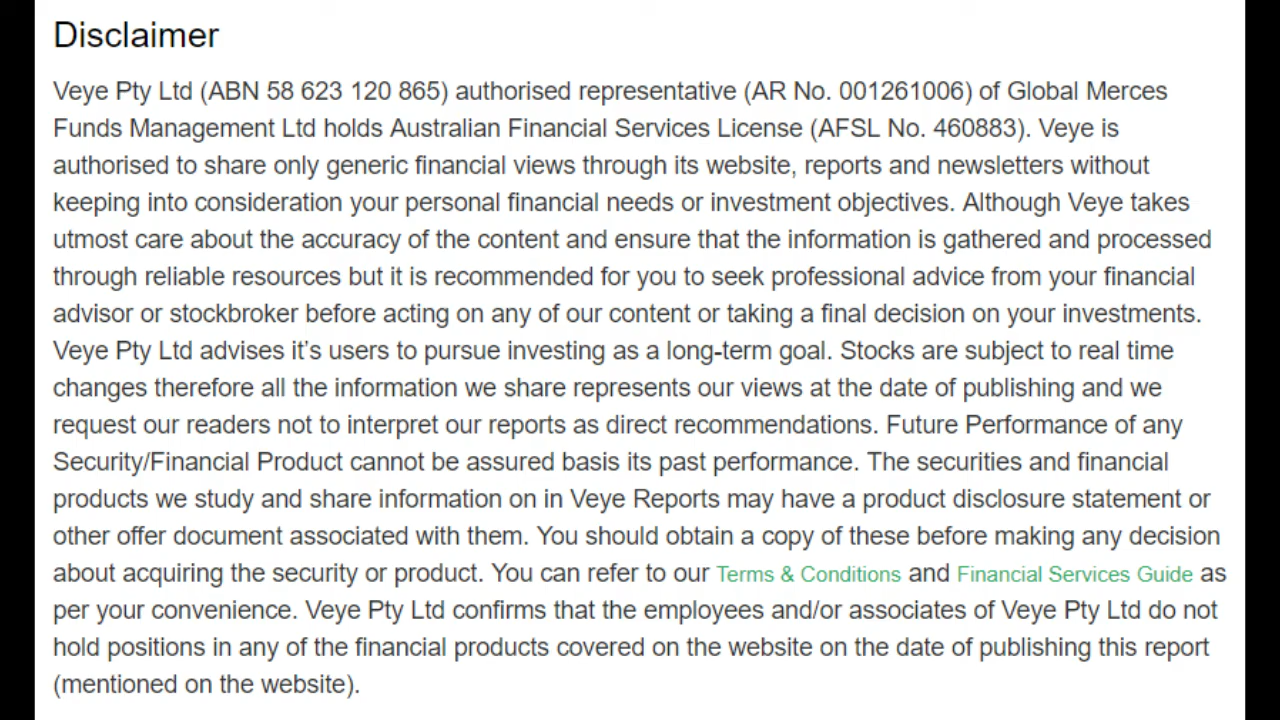 Disclaimer
Veye Pty Ltd (ABN 58 623 120 865) authorised representative (AR No. 001261006) of Global Merces
Funds Management Ltd holds Australian Financial Services License (AFSL No. 460883). Veye is
authorised to share only generic financial views through its website, reports and newsletters without
keeping into consideration your personal financial needs or investment objectives. Although Veye takes
utmost care about the accuracy of the content and ensure that the information is gathered and processed
through reliable resources but it is recommended for you to seek professional advice from your financial
advisor or stockbroker before acting on any of our content or taking a final decision on your investments.
Veye Pty Ltd advises it’s users to pursue investing as a long-term goal. Stocks are subject to real time
changes therefore all the information we share represents our views at the date of publishing and we
request our readers not to interpret our reports as direct recommendations. Future Performance of any
Security/Financial Product cannot be assured basis its past performance. The securities and financial
products we study and share information on in Veye Reports may have a product disclosure statement or
other offer document associated with them. You should obtain a copy of these before making any decision
about acquiring the security or product. You can refer to our Terms & Conditions and Financial Services Guide as
per your convenience. Veye Pty Ltd confirms that the employees and/or associates of Veye Pty Ltd do not
hold positions in any of the financial products covered on the website on the date of publishing this report
(mentioned on the website).